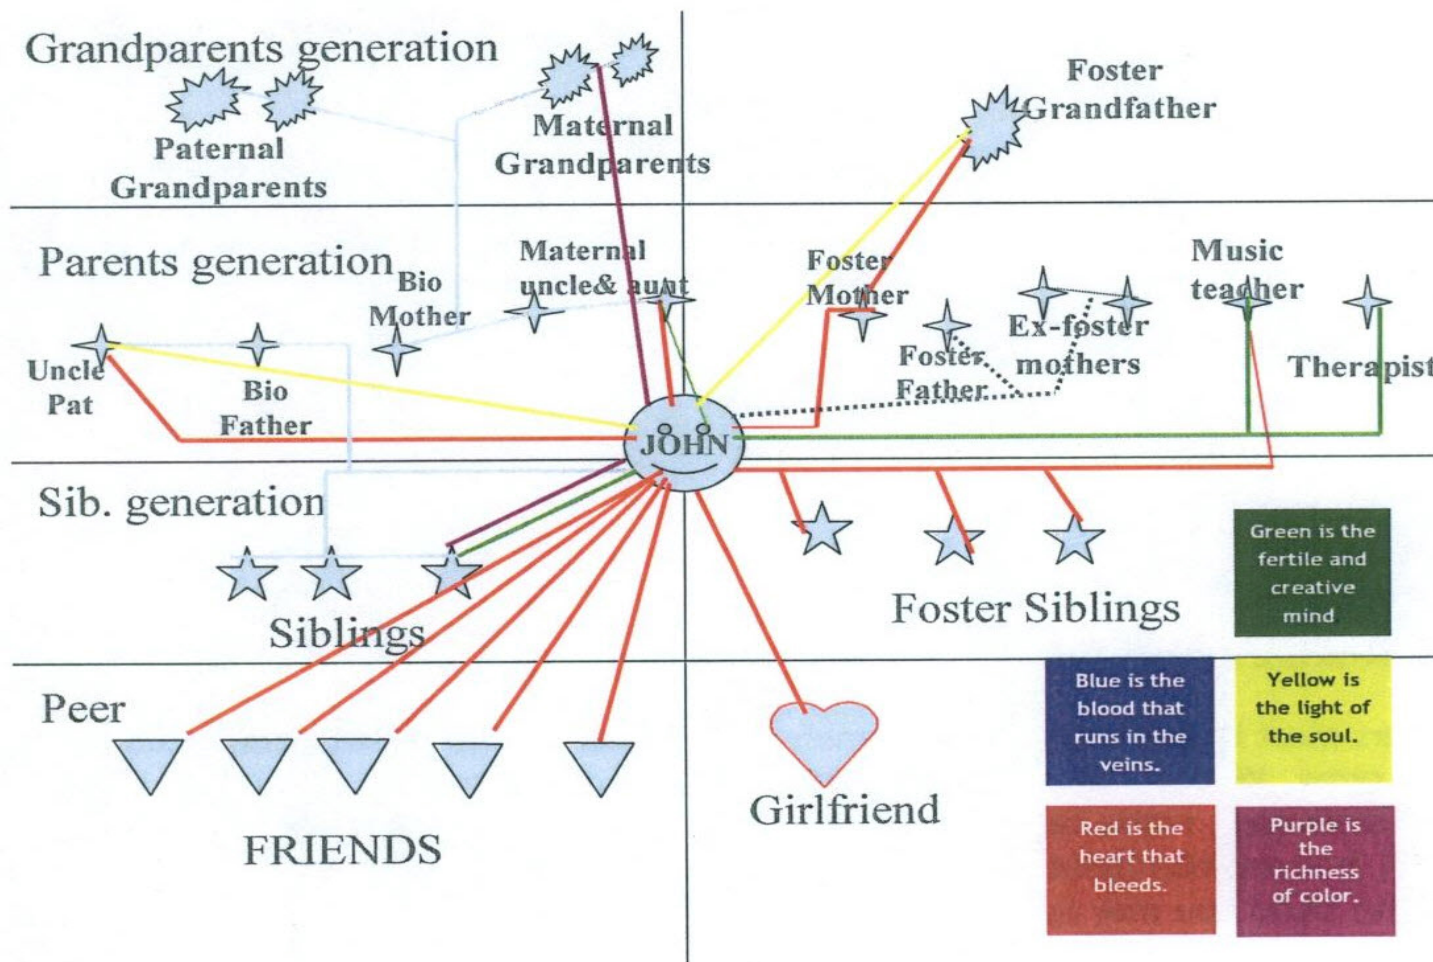 Grandparents generation
Paternal
Grandparents
Maternal
Grandparents
Foster
Grandfather
Parents generation
Bio
Mother
Maternal
uncle& aunt
Foster
Mother
Music
teacher
Uncle
Pat
Bio
Father
Foster
Father
Ex-foster
mothers
Therapist
JOHN
Sib. generation
Siblings
Foster Siblings
Green is the
fertile and
creative
mind
Peer
FRIENDS
Girlfriend
Blue is the
blood that
runs in the
veins.
Yellow is
the light of
the soul.
Red is the
heart that
bleeds.
Purple is
the
richness
of color.